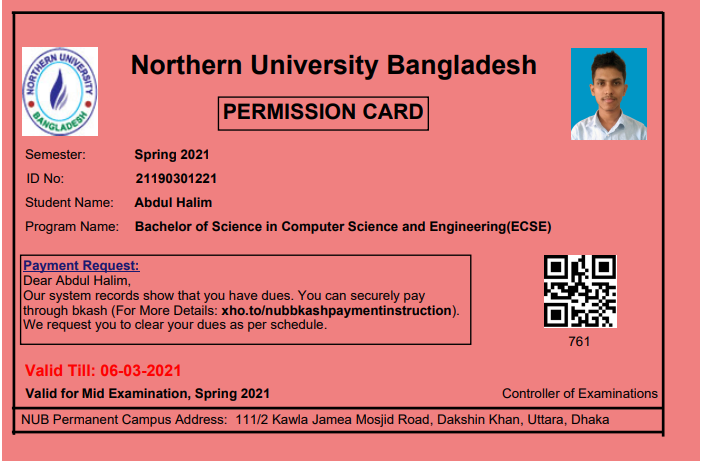 NORTHERN UNIVERSITY
BANGLADESH
Northern University Bangladesh
PERMISSION CARD
Semester: Spring 2021
ID No: 21190301221
Student Name: Abdul Halim
Program Name: Bachelor of Science in Computer Science and Engineering(ECSE)
Payment Request:
Dear Abdul Halim,
Our system records show that you have dues. You can securely pay
through bkash (For More Details: xho.to/nubbkashpaymentinstruction).
We request you to clear your dues as per schedule.
761
Valid Till: 06-03-2021
Valid for Mid Examination, Spring 2021 Controller of Examinations
NUB Permanent Campus Address: 111/2 Kawla Jamea Mosjid Road, Dakshin Khan, Uttara, Dhaka